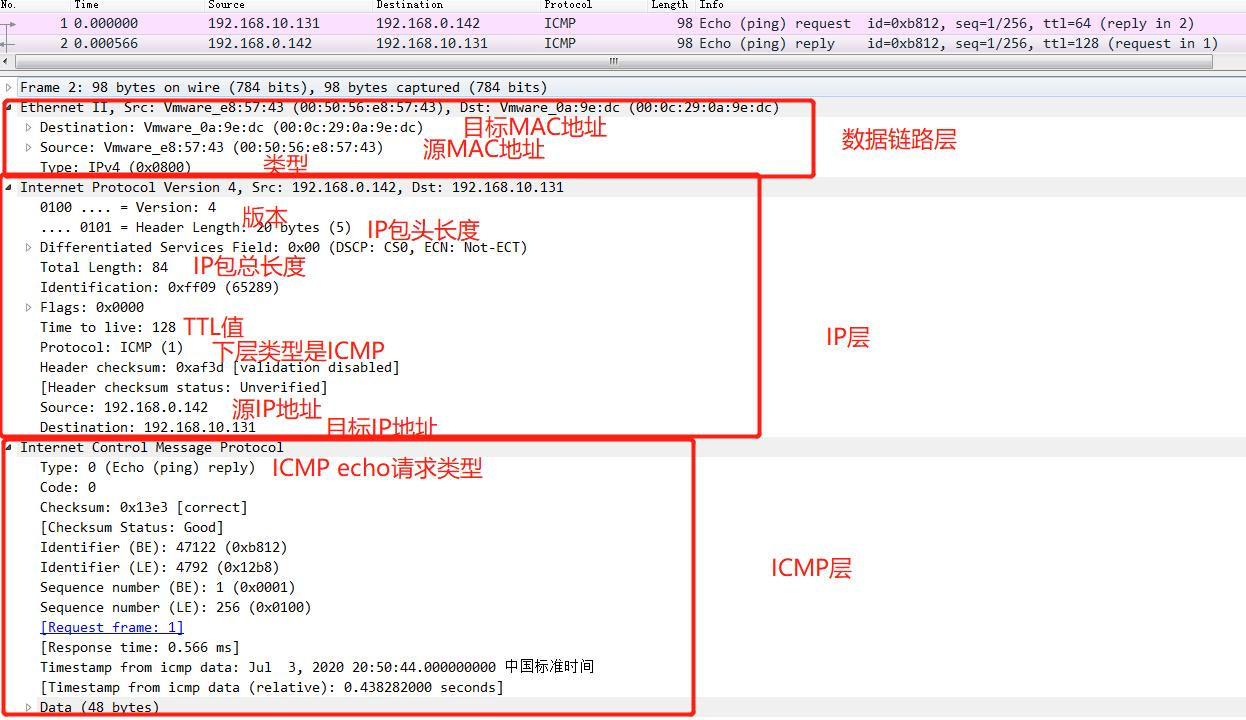 No. Time Source Destination Protocol Length Info
1 0.000000 192.168.10.131 192.168.0.142 ICMP 98 Echo (ping) request id=0xb812, seq=1/256, ttl=64 (reply in 2)
2 0.000566 192.168.0.142 192.168.10.131 ICMP 98 Echo (ping) reply id=0xb812, seq=1/256, ttl=128 (request in 1)
Frame 2: 98 bytes on wire (784 bits), 98 bytes captured (784 bits)
Ethernet II, Src: Vmware_e8:57:43 (00:50:56:e8:57:43), Dst: Vmware_0a:9e:dc (00:0c:29:0a:9e:dc)
Destination: Vmware_0a:9e:dc (00:0c:29:0a:9e:dc) 目标MAC地址
数据链路层
Source: Vmware_e8:57:43 (00:50:56:e8:57:43) 源MAC地址
Type: IPv4 (0x0800) 类型
Internet Protocol Version 4, Src: 192.168.0.142, Dst: 192.168.10.131
0100 .... = Version: 4 版本
.... 0101 = Header Length: 20 bytes (5) IP包头长度
Differentiated Services Field: 0x00 (DSCP: CS0, ECN: Not-ECT)
Total Length: 84 IP包总长度
Identification: 0xff09 (65289)
Flags: 0x0000
Time to live: 128 TTL值
IP层
Protocol: ICMP (1) 下层类型是ICMP
Header checksum: 0xaf3d [validation disabled]
[Header checksum status: Unverified]
Source: 192.168.0.142 源IP地址
Destination: 192.168.10.131 目标IP地址
Internet Control Message Protocol
Type: 0 (Echo (ping) reply) ICMP echo请求类型
Code: 0
Checksum: 0x13e3 [correct]
[Checksum Status: Good]
Identifier (BE): 47122 (0xb812)
Identifier (LE): 4792 (0x12b8)
ICMP层
Sequence number (BE): 1 (0x0001)
Sequence number (LE): 256 (0x0100)
[Request frame: 1]
[Response time: 0.566 ms]
Timestamp from icmp data: Jul  3, 2020 20:50:44.000000000 中国标准时间
[Timestamp from icmp data (relative): 0.438282000 seconds]
Data (48 bytes)